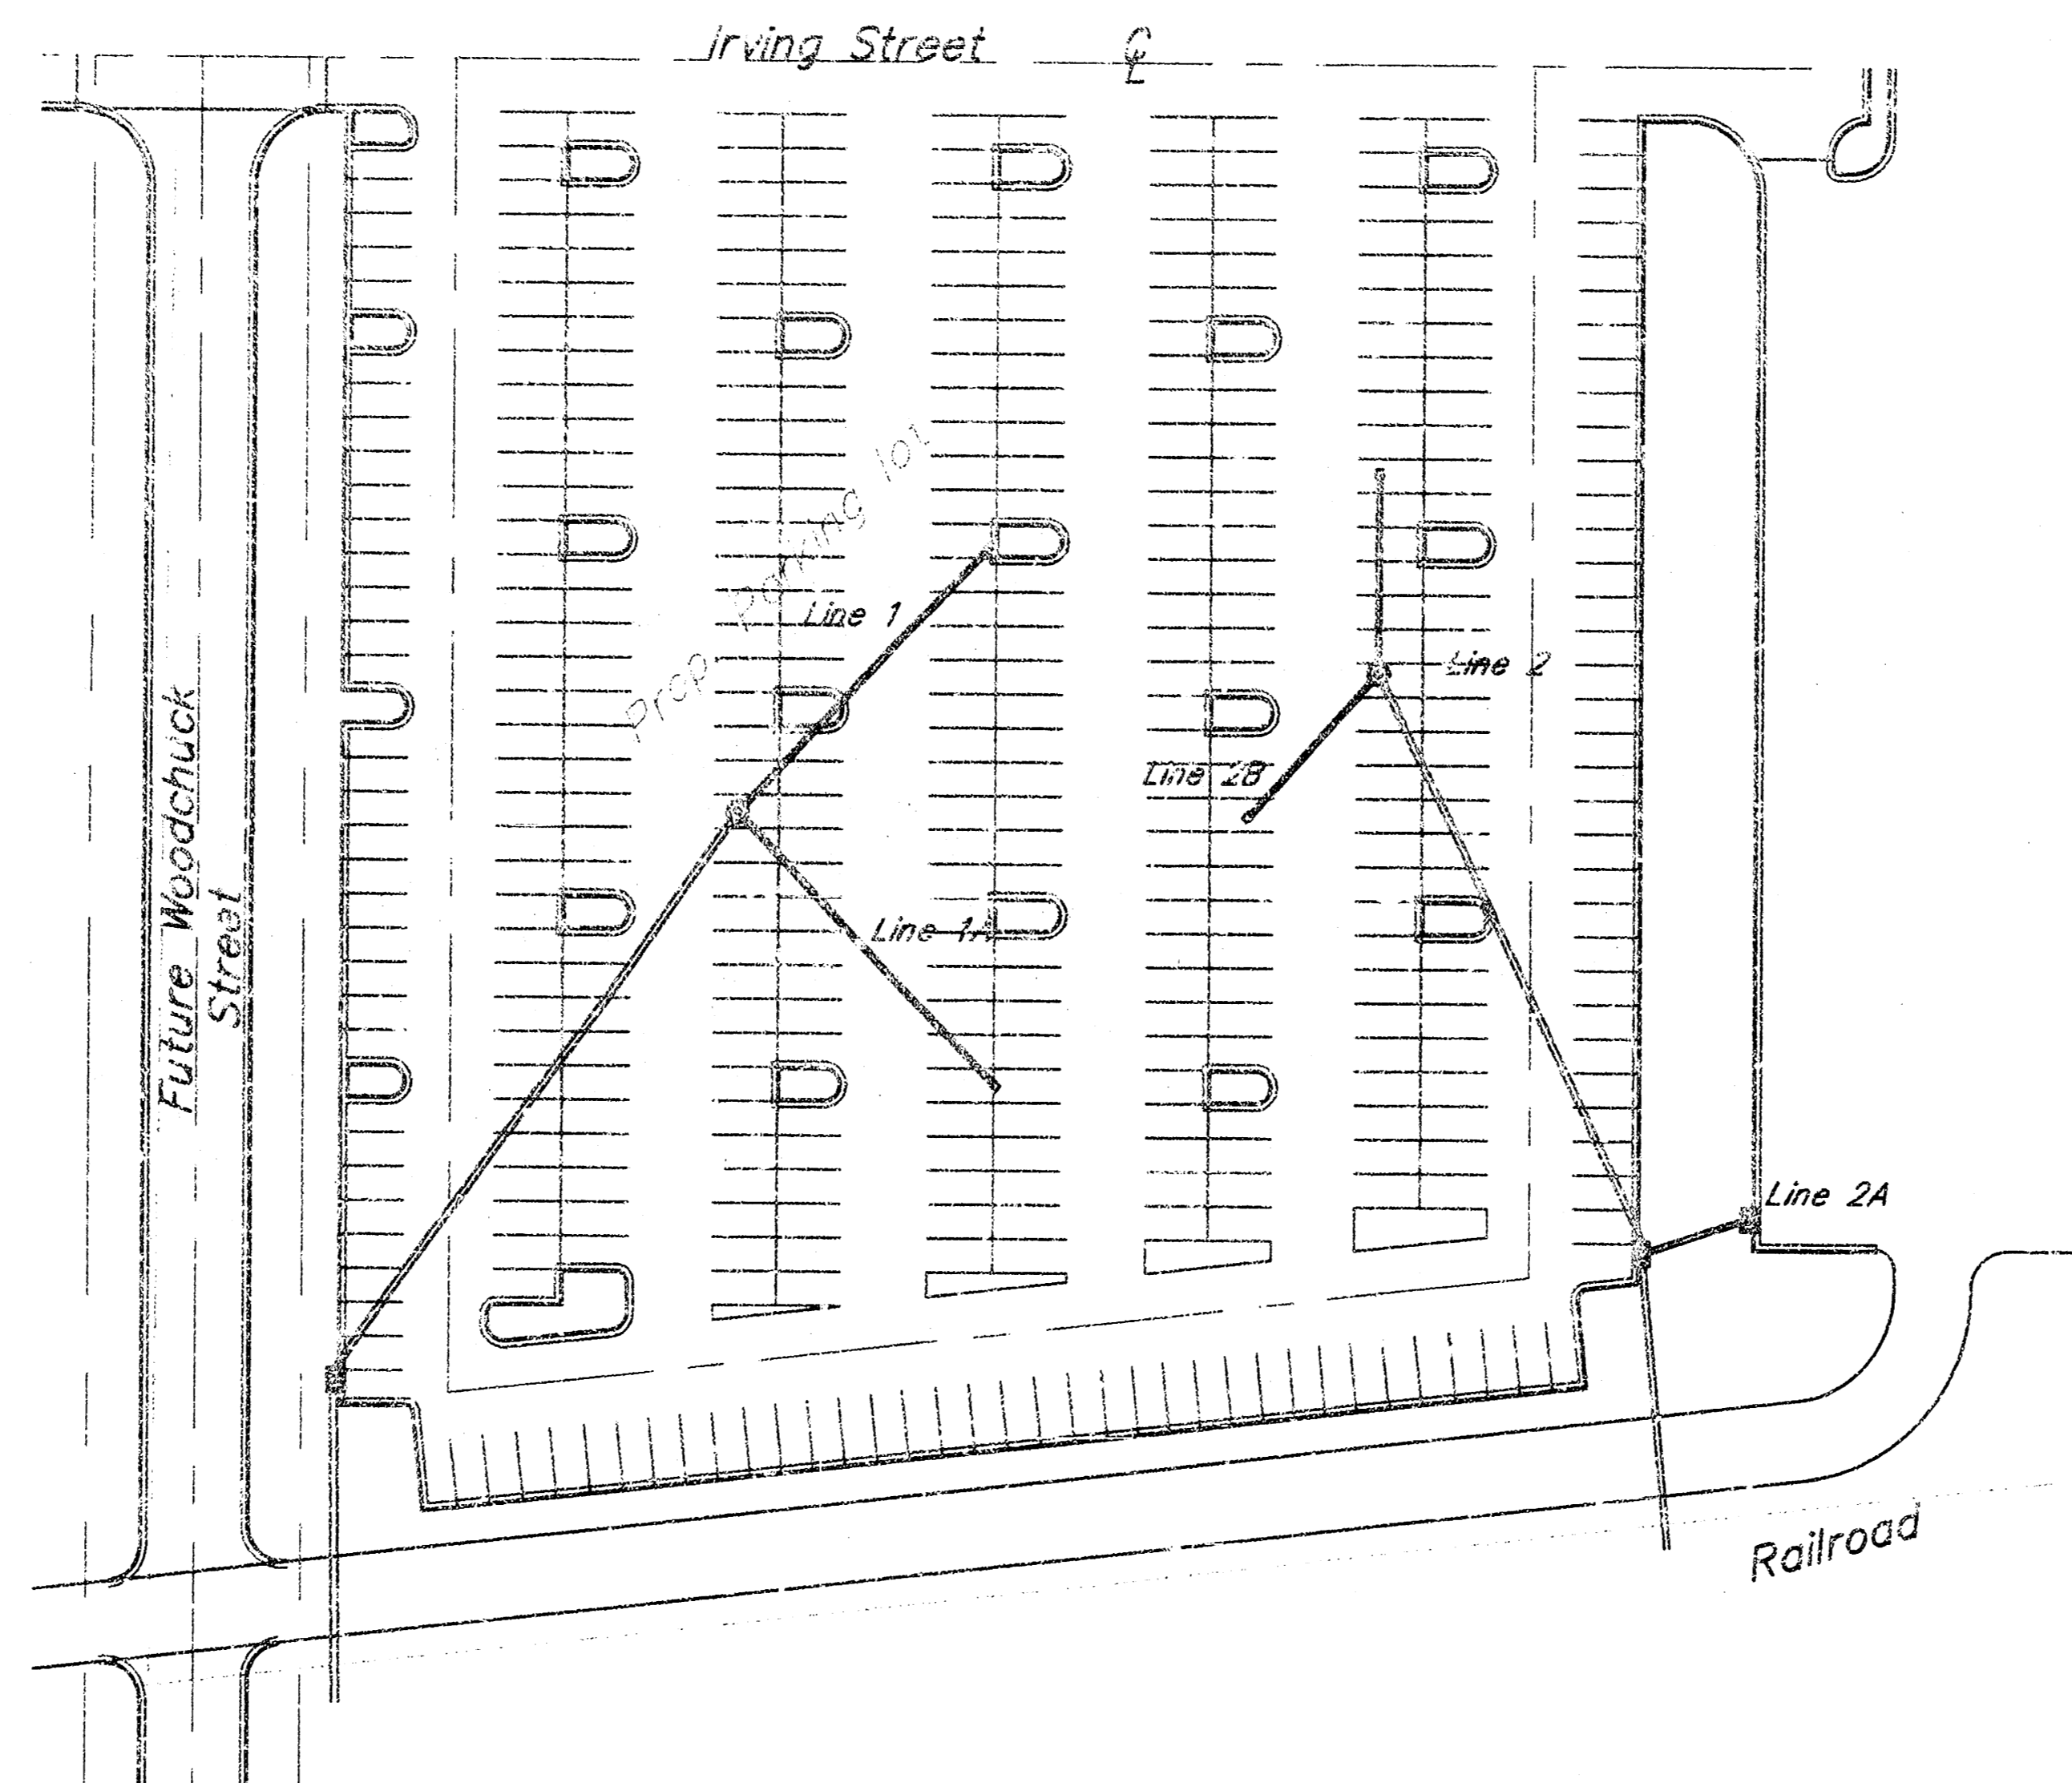 Irving Street ℄
Prop. Parking lot
Line 1
Line 2
Line 2B
Line 1A
Future Woodchuck
Street
Line 2A
Railroad